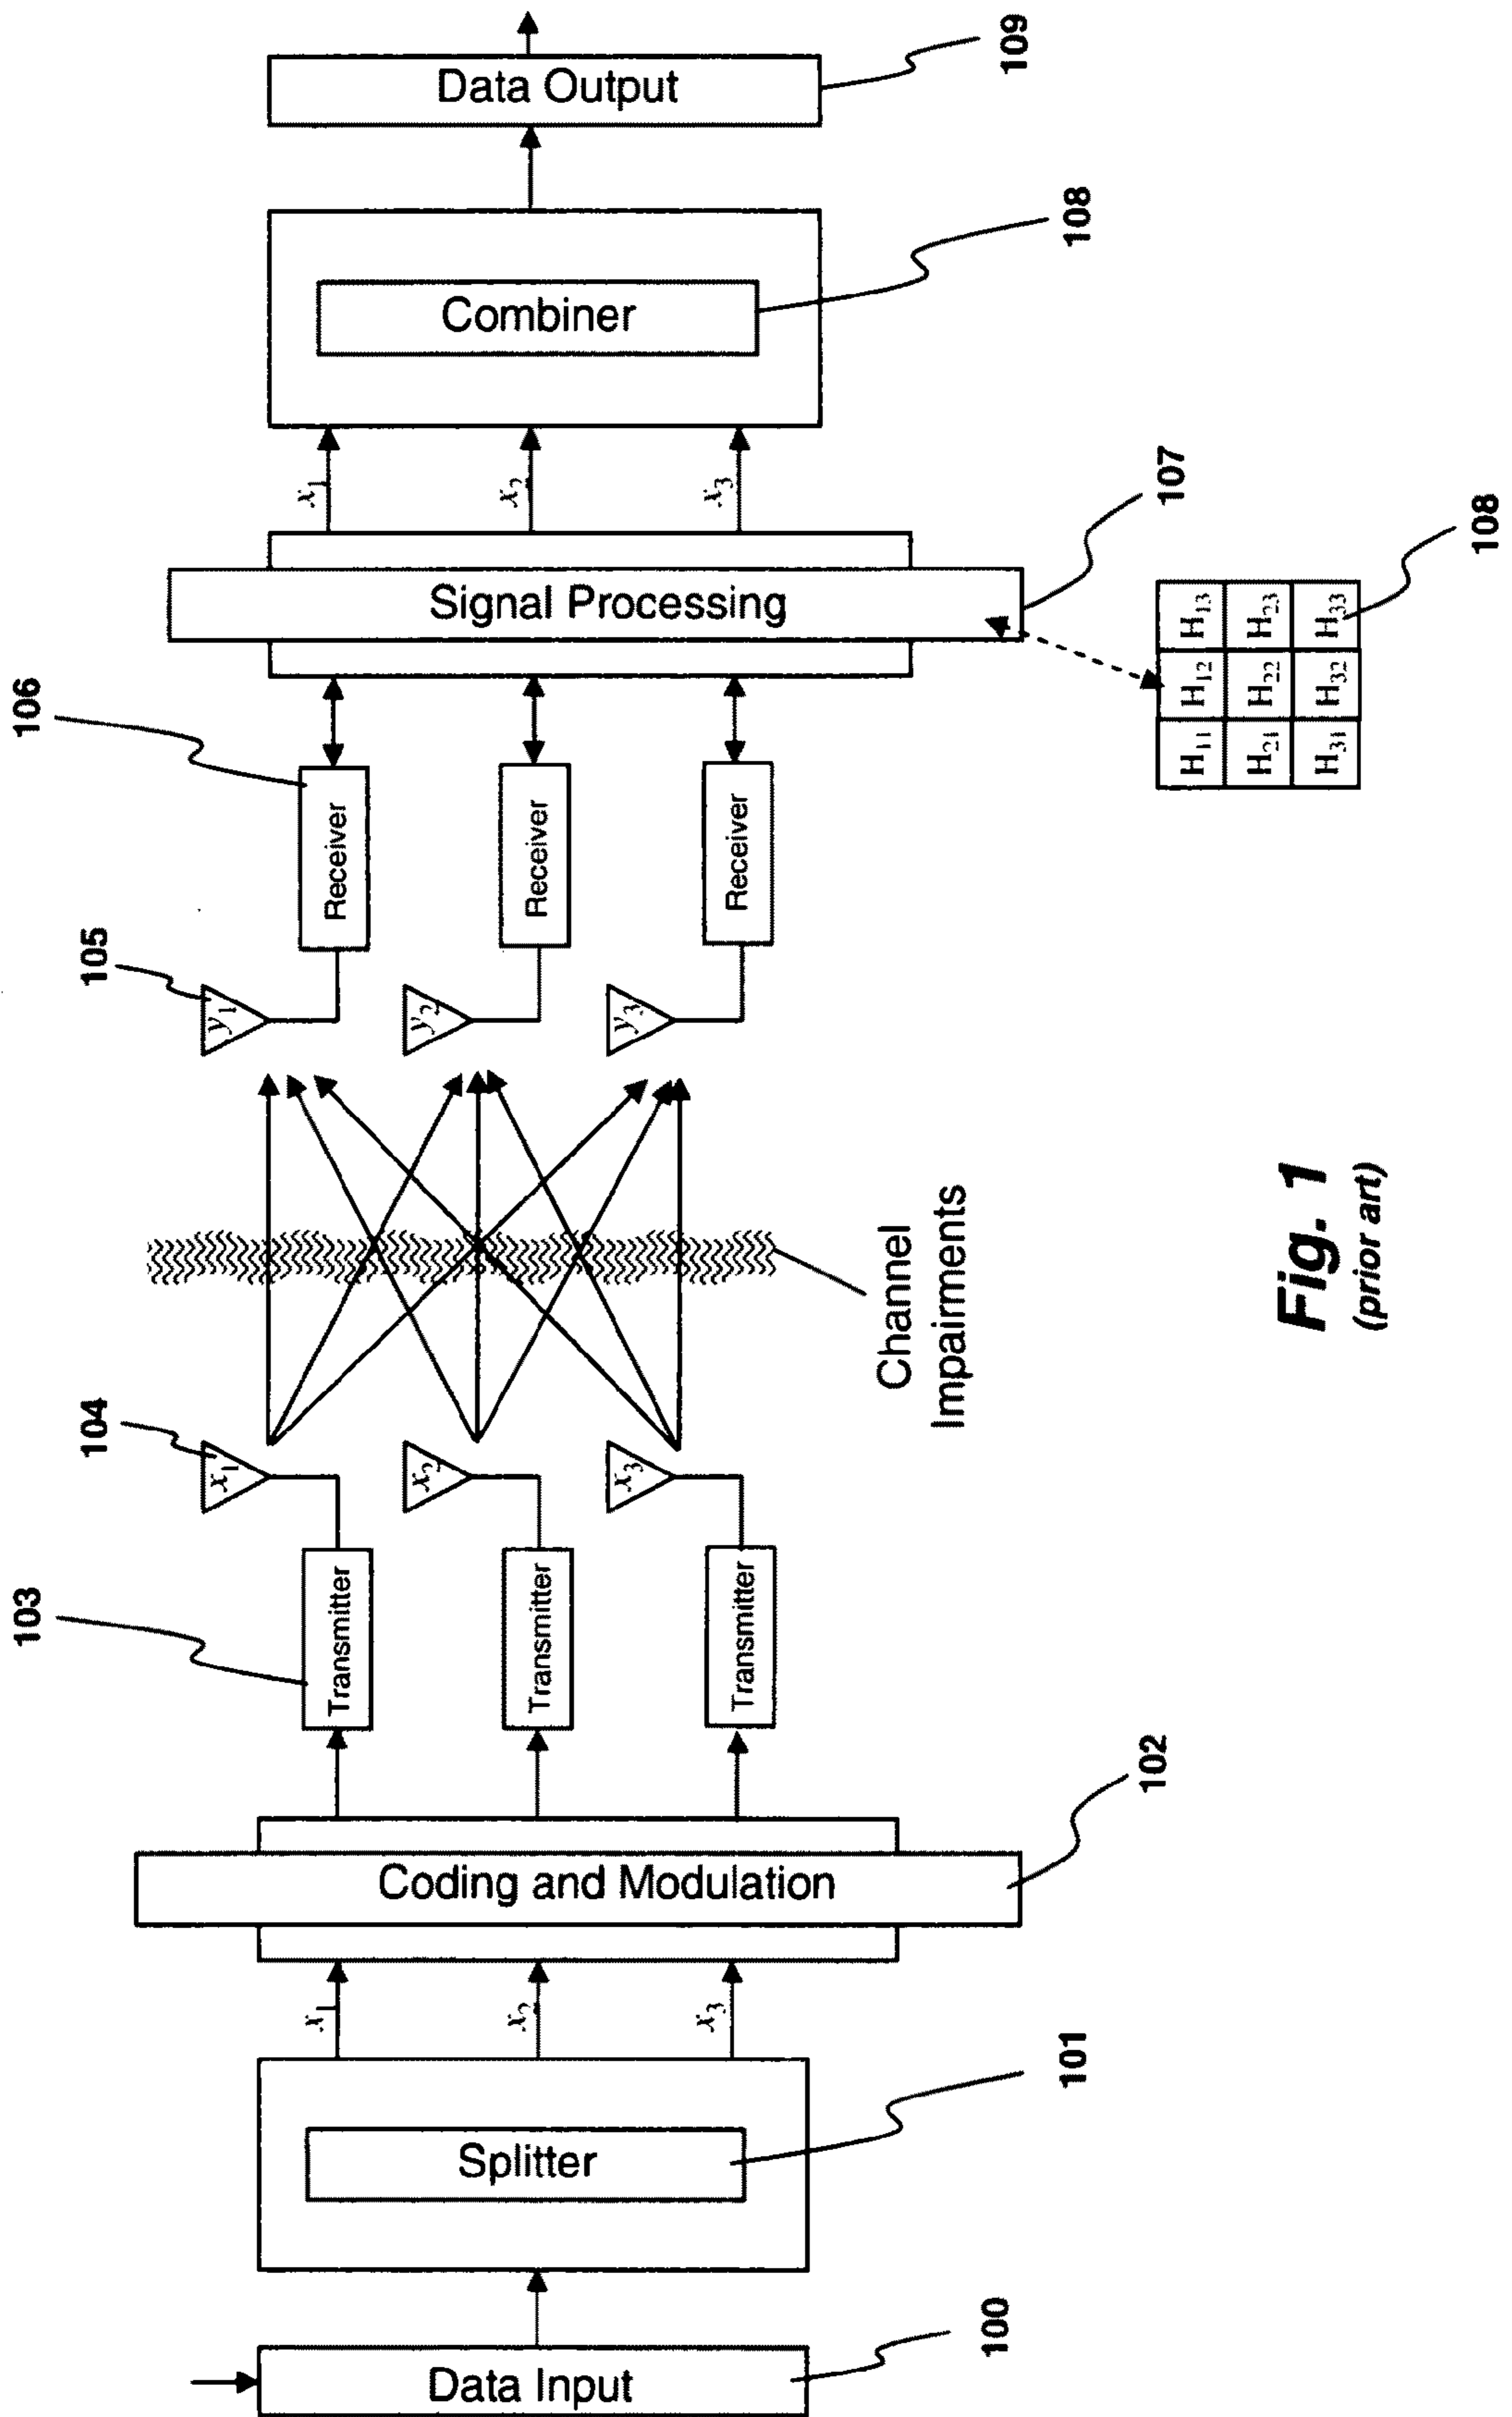 109
Data Output
108
Combiner
x₁
x₂
x₃
107
Signal Processing
106
Receiver
Receiver
Receiver
H₁₁ H₁₂ H₁₃
H₂₁ H₂₂ H₂₃
H₃₁ H₃₂ H₃₃
108
105
y₁
y₂
y₃
Channel
Impairments
104
x₁
x₂
x₃
103
Transmitter
Transmitter
Transmitter
102
Coding and Modulation
x₁
x₂
x₃
101
Splitter
100
Data Input
Fig. 1
(prior art)